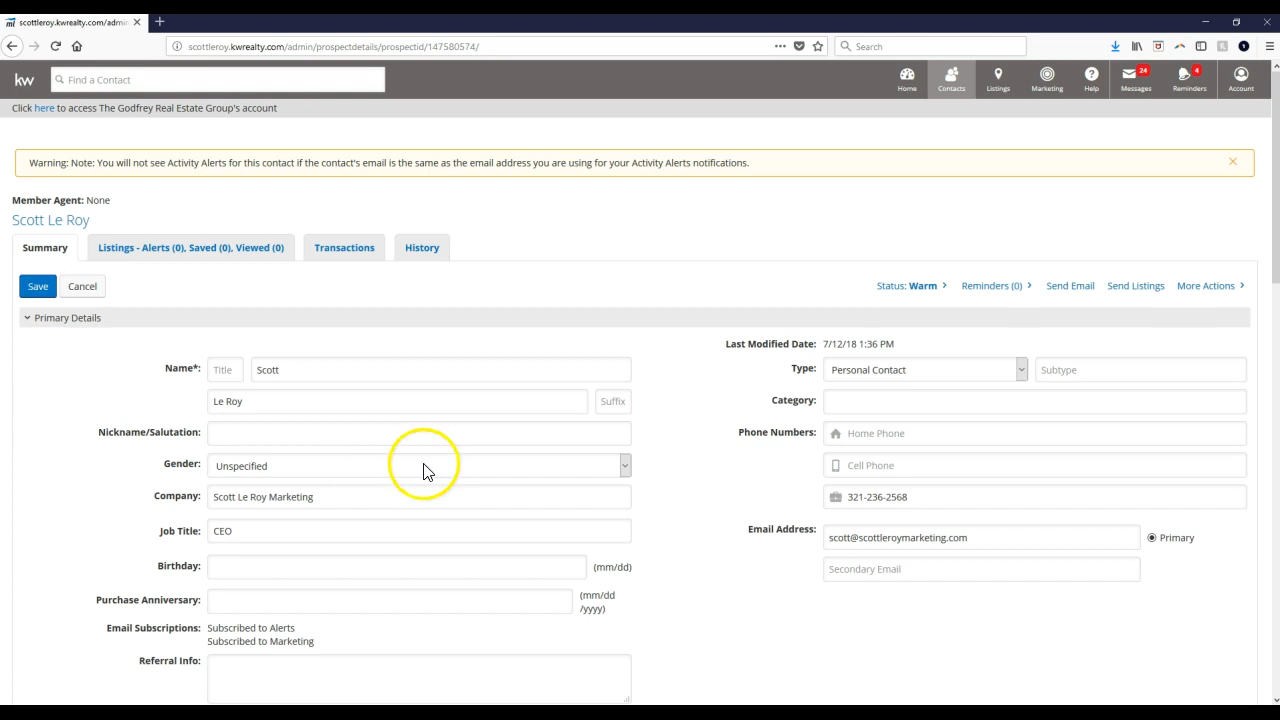 scottleroy.kwrealty.com/admin
scottleroy.kwrealty.com/admin/prospectdetails/prospectid/147580574/
Search
kw
Find a Contact
Home
Contacts
Listings
Marketing
Help
24
Messages
4
Reminders
Account
Click here to access The Godfrey Real Estate Group's account
Warning: Note: You will not see Activity Alerts for this contact if the contact's email is the same as the email address you are using for your Activity Alerts notifications.
Member Agent: None
Scott Le Roy
Summary
Listings - Alerts (0), Saved (0), Viewed (0)
Transactions
History
Save
Cancel
Status: Warm
Reminders (0)
Send Email
Send Listings
More Actions
Primary Details
Last Modified Date: 7/12/18 1:36 PM
Name*: Title Scott
Type: Personal Contact Subtype
Le Roy Suffix
Category:
Nickname/Salutation:
Phone Numbers: Home Phone
Gender: Unspecified
Cell Phone
Company: Scott Le Roy Marketing
321-236-2568
Job Title: CEO
Email Address: scott@scottleroymarketing.com Primary
Birthday: (mm/dd)
Secondary Email
Purchase Anniversary: (mm/dd
/yyyy)
Email Subscriptions: Subscribed to Alerts
Subscribed to Marketing
Referral Info: